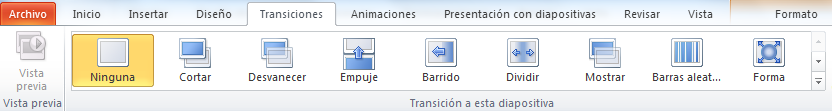 Archivo Inicio Insertar Diseño Transiciones Animaciones Presentación con diapositivas Revisar Vista Formato
Vista previa
Ninguna Cortar Desvanecer Empuje Barrido Dividir Mostrar Barras aleat... Forma
Vista previa Transición a esta diapositiva